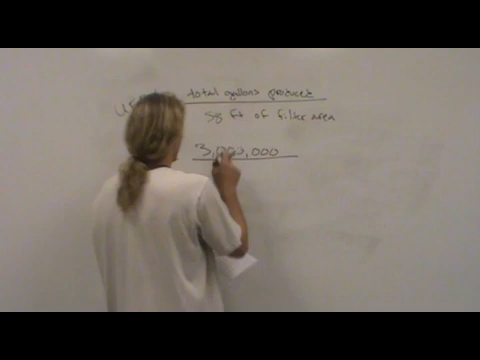 total gallons produced
sq ft of filter area
3,000,000